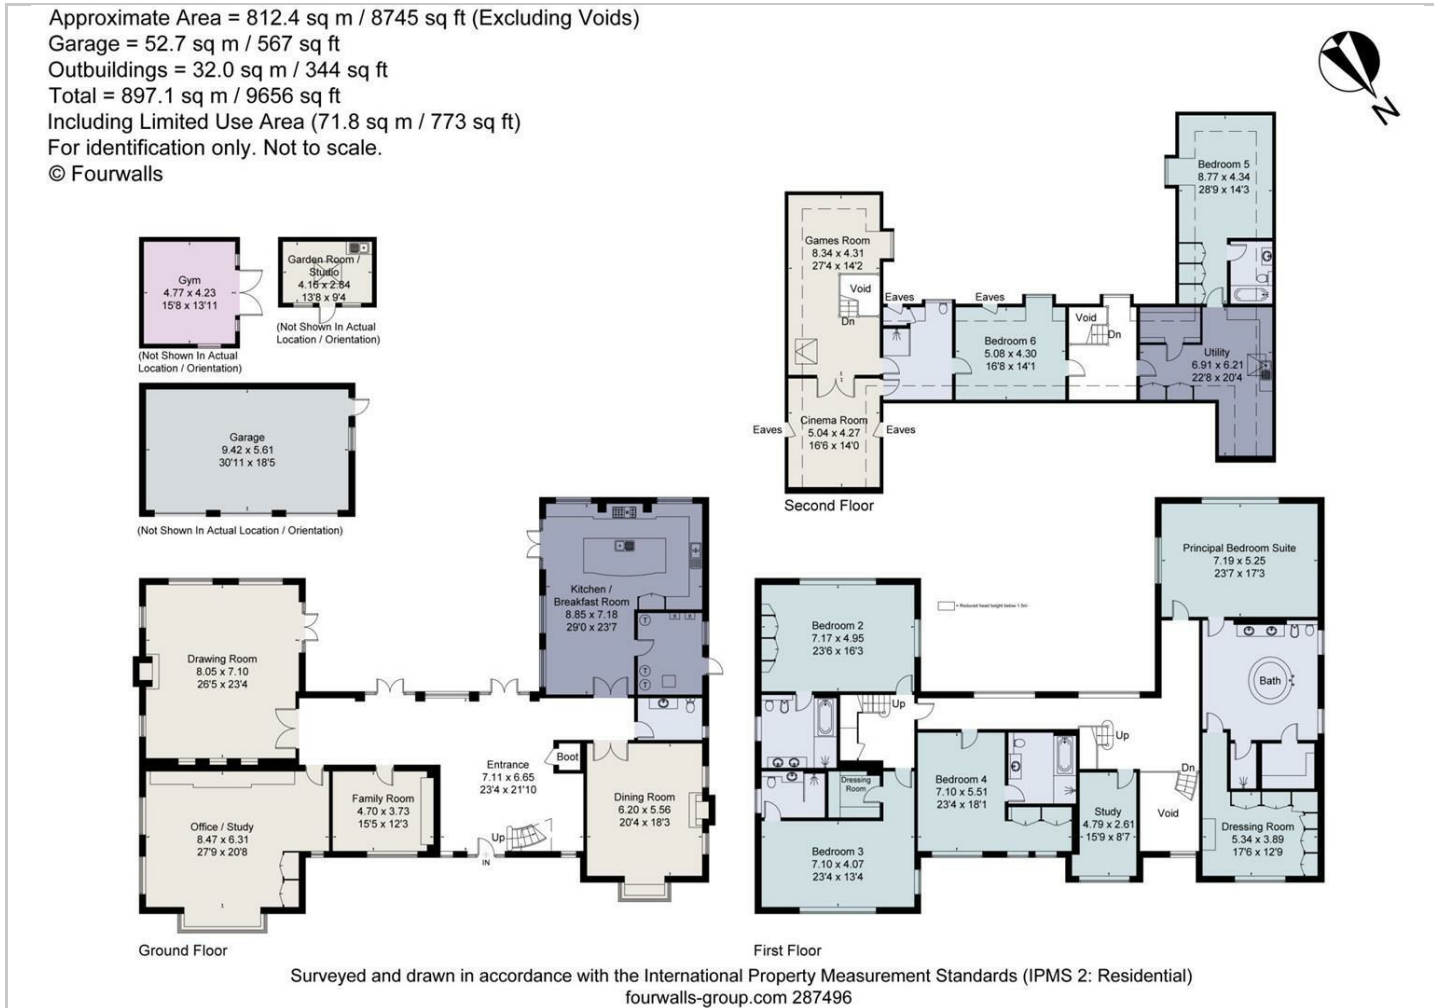 Approximate Area = 812.4 sq m / 8745 sq ft (Excluding Voids)
Garage = 52.7 sq m / 567 sq ft
Outbuildings = 32.0 sq m / 344 sq ft
Total = 897.1 sq m / 9656 sq ft
Including Limited Use Area (71.8 sq m / 773 sq ft)
For identification only. Not to scale.
© Fourwalls
N
Gym
4.77 x 4.23
15'8 x 13'11
(Not Shown In Actual
Location / Orientation)
Garden Room /
Studio
4.16 x 2.84
13'8 x 9'4
(Not Shown In Actual
Location / Orientation)
Garage
9.42 x 5.61
30'11 x 18'5
(Not Shown In Actual Location / Orientation)
Games Room
8.34 x 4.31
27'4 x 14'2
Void
Dn
Eaves
Eaves
Bedroom 6
5.08 x 4.30
16'8 x 14'1
Void
Dn
Bedroom 5
8.77 x 4.34
28'9 x 14'3
Utility
6.91 x 6.21
22'8 x 20'4
Cinema Room
5.04 x 4.27
16'6 x 14'0
Eaves
Eaves
Second Floor
Kitchen /
Breakfast Room
8.85 x 7.18
29'0 x 23'7
T
T
T
Drawing Room
8.05 x 7.10
26'5 x 23'4
Boot
Entrance
7.11 x 6.65
23'4 x 21'10
Family Room
4.70 x 3.73
15'5 x 12'3
Office / Study
8.47 x 6.31
27'9 x 20'8
Dining Room
6.20 x 5.56
20'4 x 18'3
Up
IN
Ground Floor
Principal Bedroom Suite
7.19 x 5.25
23'7 x 17'3
= Reduced head height below 1.5m
Bedroom 2
7.17 x 4.95
23'6 x 16'3
Up
Bath
Up
Dn
Dressing
Room
Bedroom 4
7.10 x 5.51
23'4 x 18'1
Study
4.79 x 2.61
15'9 x 8'7
Void
Dressing Room
5.34 x 3.89
17'6 x 12'9
Bedroom 3
7.10 x 4.07
23'4 x 13'4
First Floor
Surveyed and drawn in accordance with the International Property Measurement Standards (IPMS 2: Residential)
fourwalls-group.com 287496